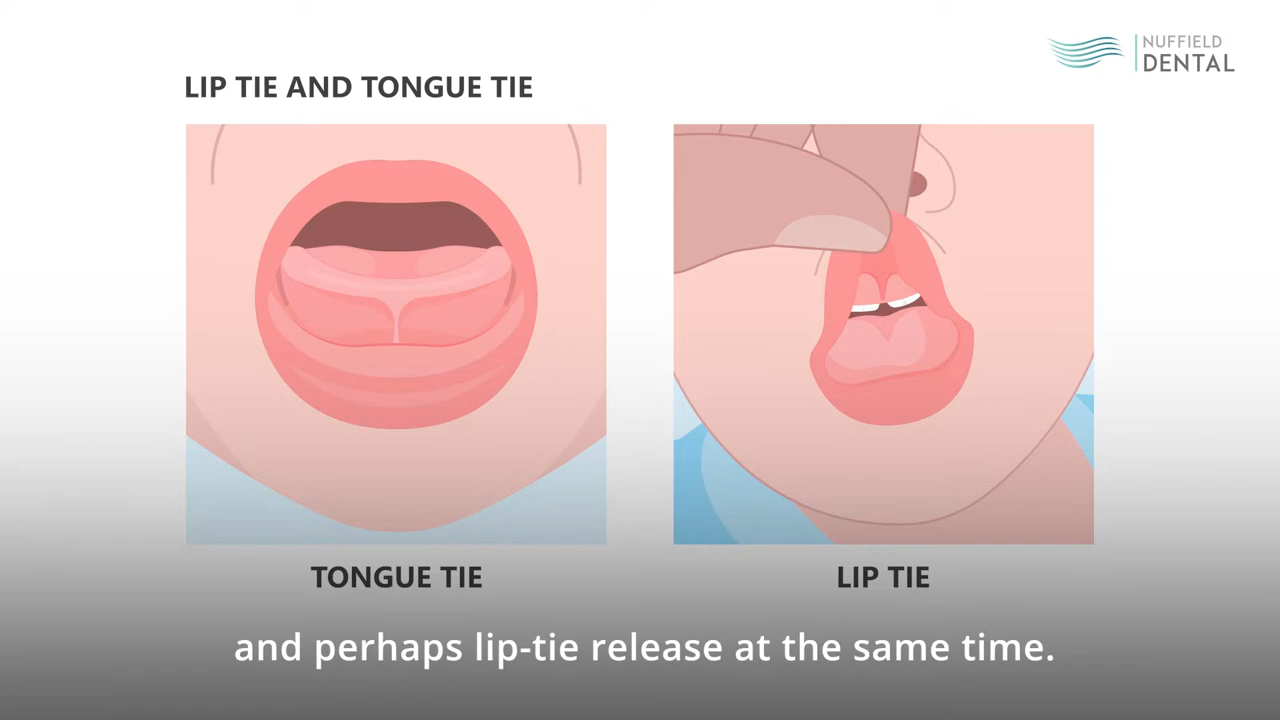 NUFFIELD
DENTAL
LIP TIE AND TONGUE TIE
TONGUE TIE
LIP TIE
and perhaps lip-tie release at the same time.